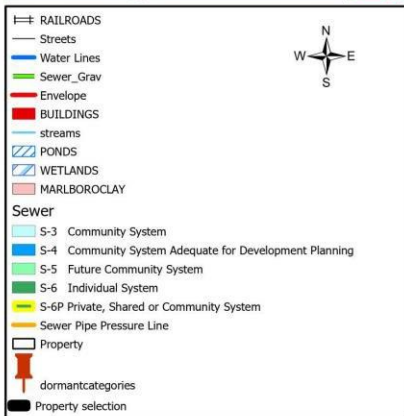 RAILROADS
Streets
Water Lines
Sewer_Grav
Envelope
BUILDINGS
streams
PONDS
WETLANDS
MARLBOROCLAY
Sewer
S-3 Community System
S-4 Community System Adequate for Development Planning
S-5 Future Community System
S-6 Individual System
S-6P Private, Shared or Community System
Sewer Pipe Pressure Line
Property
dormantcategories
Property selection
N
W E
S